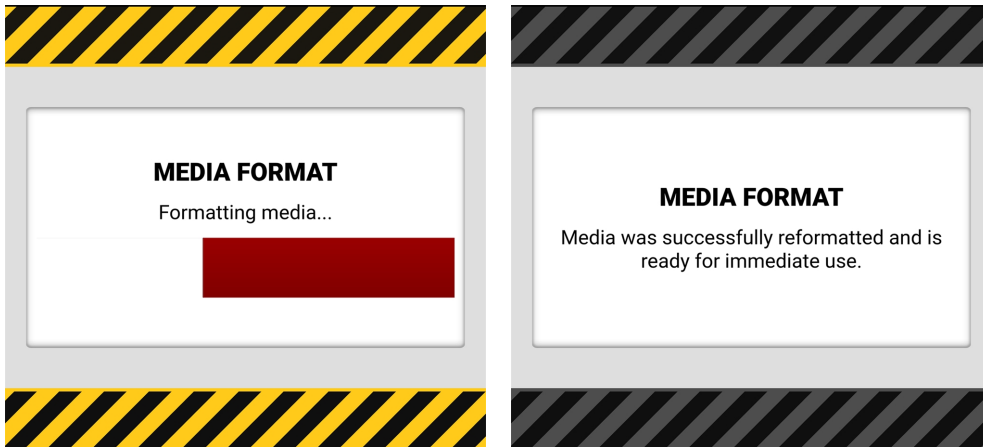 MEDIA FORMAT
Formatting media...
MEDIA FORMAT
Media was successfully reformatted and is
ready for immediate use.